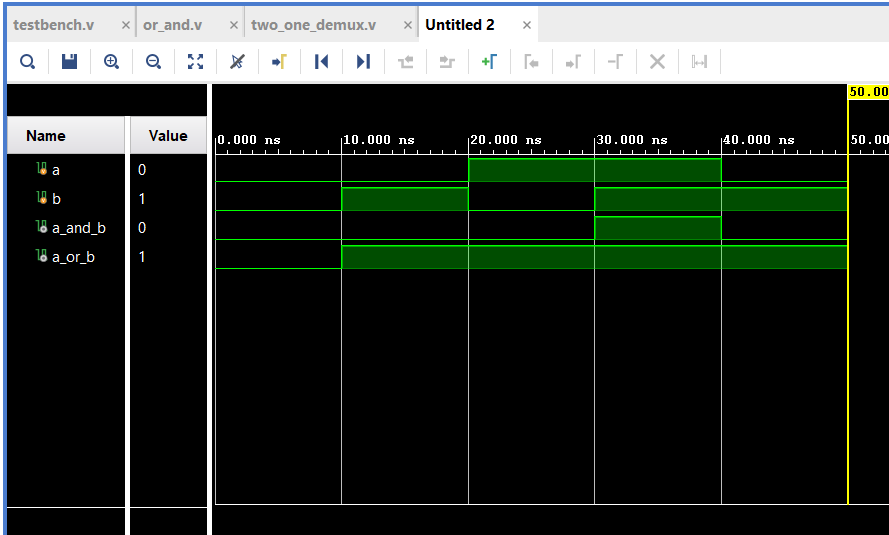 testbench.v × or_and.v × two_one_demux.v × Untitled 2 ×
50.00
Name Value
0.000 ns 10.000 ns 20.000 ns 30.000 ns 40.000 ns 50.00
a 0
b 1
a_and_b 0
a_or_b 1